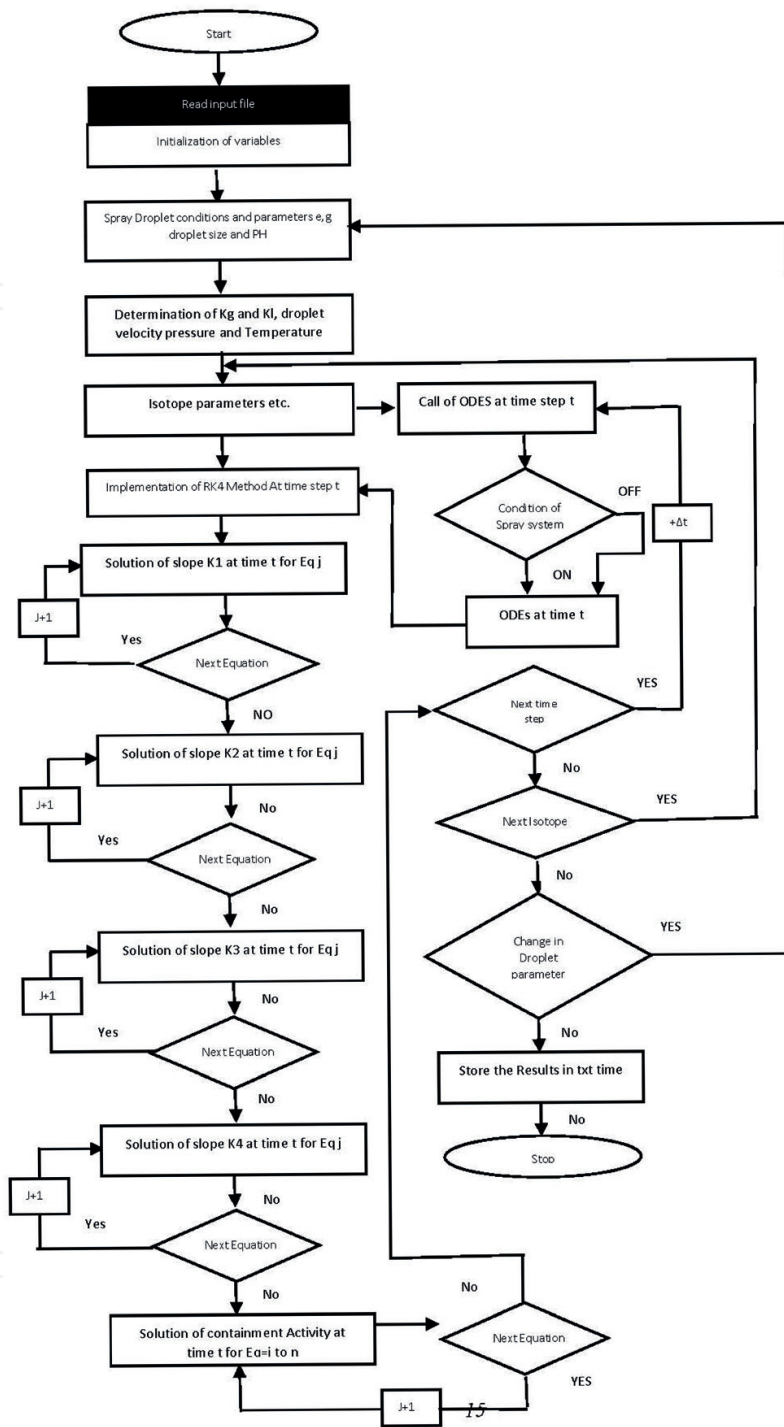 Start
Read input file
Initialization of variables
Spray Droplet conditions and parameters e,g
droplet size and PH
Determination of Kg and Kl, droplet
velocity pressure and Temperature
Isotope parameters etc.
Call of ODES at time step t
Implementation of RK4 Method At time step t
Condition of
Spray system
OFF
+Δt
ON
ODEs at time t
Solution of slope K1 at time t for Eq j
J+1
Yes
Next Equation
NO
Solution of slope K2 at time t for Eq j
J+1
No
Yes
Next Equation
No
Solution of slope K3 at time t for Eq j
J+1
No
Yes
Next Equation
No
Solution of slope K4 at time t for Eq j
J+1
No
Yes
Next Equation
No
Solution of containment Activity at
time t for Eq=i to n
Next time
step
YES
No
Next Isotope
YES
No
Change in
Droplet
parameter
YES
No
Store the Results in txt time
No
Stop
No
Next Equation
YES
J+1
15